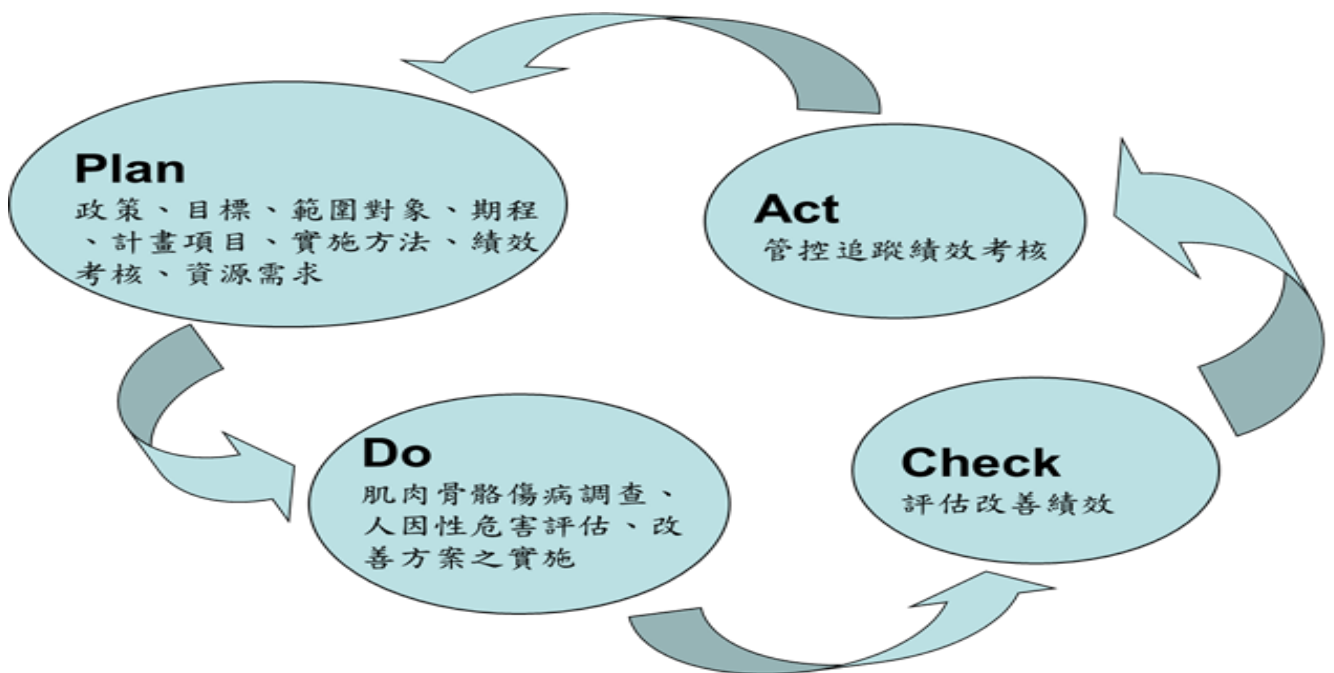 Plan
政策、目標、範圍對象、期程
、計畫項目、實施方法、績效
考核、資源需求
Act
管控追蹤績效考核
Do
肌肉骨骼傷病調查、
人因性危害評估、改
善方案之實施
Check
評估改善績效